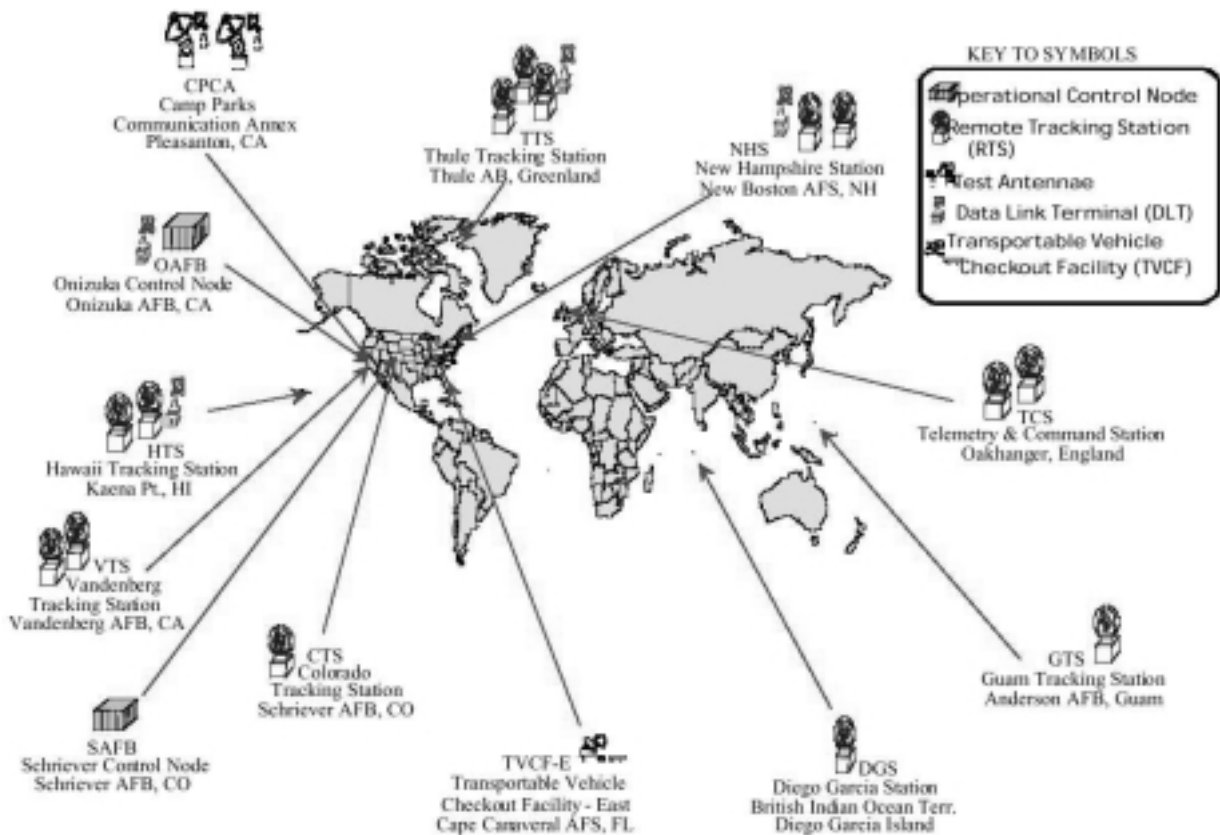 CPCA
Camp Parks
Communication Annex
Pleasanton, CA
TTS
Thule Tracking Station
Thule AB, Greenland
NHS
New Hampshire Station
New Boston AFS, NH
KEY TO SYMBOLS
Operational Control Node
Remote Tracking Station
(RTS)
Test Antennae
Data Link Terminal (DLT)
Transportable Vehicle
Checkout Facility (TVCF)
OAFB
Onizuka Control Node
Onizuka AFB, CA
HTS
Hawaii Tracking Station
Kaena Pt., HI
TCS
Telemetry & Command Station
Oakhanger, England
VTS
Vandenberg
Tracking Station
Vandenberg AFB, CA
CTS
Colorado
Tracking Station
Schriever AFB, CO
GTS
Guam Tracking Station
Anderson AFB, Guam
SAFB
Schriever Control Node
Schriever AFB, CO
TVCF-E
Transportable Vehicle
Checkout Facility - East
Cape Canaveral AFS, FL
DGS
Diego Garcia Station
British Indian Ocean Terr.
Diego Garcia Island